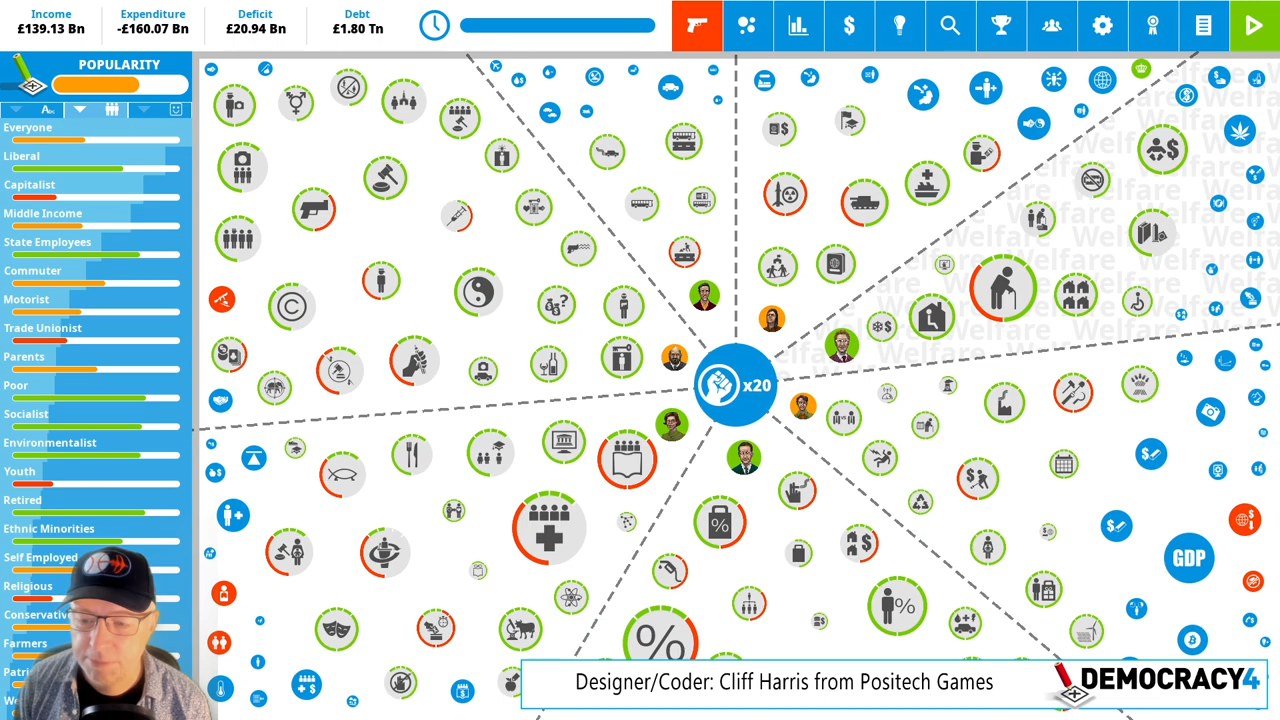 Income
£139.13 Bn
Expenditure
-£160.07 Bn
Deficit
£20.94 Bn
Debt
£1.80 Tn
POPULARITY
Everyone
Liberal
Capitalist
Middle Income
State Employees
Commuter
Motorist
Trade Unionist
Parents
Poor
Socialist
Environmentalist
Youth
Retired
Ethnic Minorities
Self Employed
Religious
Conservative
Farmers
x20
GDP
Welfare
Designer/Coder: Cliff Harris from Positech Games
DEMOCRACY4